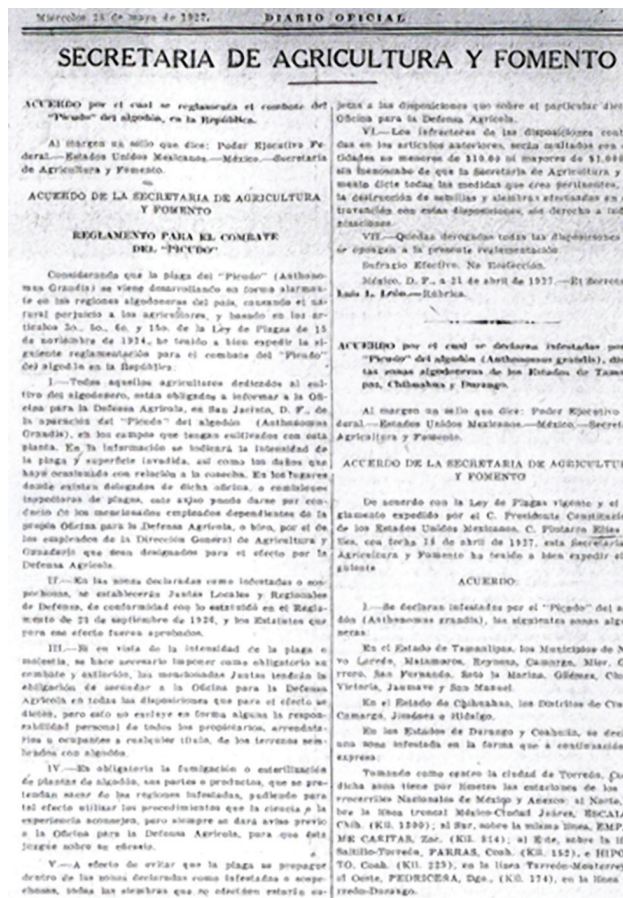 Miércoles 18 de mayo de 1927.
DIARIO OFICIAL
SECRETARIA DE AGRICULTURA Y FOMENTO
ACUERDO por el cual se reglamenta el combate del
"Picudo" del algodón, en la República.
Al margen un sello que dice: Poder Ejecutivo Fe-
deral.—Estados Unidos Mexicanos.—México.—Secretaría
de Agricultura y Fomento.
ACUERDO DE LA SECRETARIA DE AGRICULTURA
Y FOMENTO
REGLAMENTO PARA EL COMBATE
DEL "PICUDO"
Considerando que la plaga del "Picudo" (Anthono-
mus Grandis) se viene desarrollando en forma alarman-
te en las regiones algodoneras del país, causando el na-
tural perjuicio a los agricultores, y basado en los ar-
tículos 3o., 5o., 6o. y 15o. de la Ley de Plagas de 15
de noviembre de 1924, he tenido a bien expedir la si-
guiente reglamentación para el combate del "Picudo"
del algodón en la República:
I.—Todos aquellos agricultores dedicados al cul-
tivo del algodonero, están obligados a informar a la Ofi-
cina para la Defensa Agrícola, en San Jacinto, D. F., de
la aparición del "Picudo" del algodón (Anthonomus
Grandis), en los campos que tengan cultivados con esta
planta. En la información se indicará la intensidad de
la plaga y superficie invadida, así como los daños que
haya ocasionado con relación a la cosecha. En los lugares
donde existan delegados de dicha oficina, o comisiones
inspectoras de plagas, este aviso puede darse por con-
ducto de los mencionados empleados dependientes de la
propia Oficina para la Defensa Agrícola, o bien, por el de
los empleados de la Dirección General de Agricultura y
Ganadería que sean designados para el efecto por la
Defensa Agrícola.
II.—En las zonas declaradas como infestadas o sos-
pechosas, se establecerán Juntas Locales y Regionales
de Defensa, de conformidad con lo estatuido en el Regla-
mento de 23 de septiembre de 1926, y los Estatutos que
para ese efecto fueron aprobados.
III.—Si en vista de la intensidad de la plaga o
molestia, se hace necesario imponer como obligatorio su
combate y extinción, las mencionadas Juntas tendrán la
obligación de secundar a la Oficina para la Defensa
Agrícola en todas las disposiciones que para el efecto se
dicten, pero esto no excluye en forma alguna la respon-
sabilidad personal de todos los propietarios, arrendata-
rios u ocupantes a cualquier título, de los terrenos sem-
brados con algodón.
IV.—Es obligatoria la fumigación o esterilización
de plantas de algodón, sus partes o productos, que se pre-
tendan sacar de las regiones infestadas, pudiendo para
tal efecto utilizar los procedimientos que la ciencia o la
experiencia aconsejen, pero siempre se dará aviso previo
a la Oficina para la Defensa Agrícola, para que ésta
juzgue sobre su eficacia.
V.—A efecto de evitar que la plaga se propague
dentro de las zonas declaradas como infestadas o sospe-
chosas, todas las siembras que se efectúen estarán su-
jetas a las disposiciones que sobre el particular dicte
Oficina para la Defensa Agrícola.
VI.—Los infractores de las disposiciones conte
das en los artículos anteriores, serán multados con
tidades no menores de $10.00 ni mayores de $1,000
sin menoscabo de que la Secretaría de Agricultura y
mento dicte todas las medidas que crea pertinentes,
la destrucción de semillas y siembras efectuadas en
travención con estas disposiciones, sin derecho a inde
nizaciones.
VII.—Quedan derogadas todas las disposiciones
se opongan a la presente reglamentación.
Sufragio Efectivo. No Reelección.
México, D. F., a 21 de abril de 1927.—El Secreta
Luis L. León.—Rúbrica.
ACUERDO por el cual se declaran infestadas por
"Picudo" del algodón (Anthonomus grandis), dis
tas zonas algodoneras de los Estados de Tamau
pas, Chihuahua y Durango.
Al margen un sello que dice: Poder Ejecutivo
deral.—Estados Unidos Mexicanos.—México.—Secreta
Agricultura y Fomento.
ACUERDO DE LA SECRETARIA DE AGRICULTUR
Y FOMENTO
De acuerdo con la Ley de Plagas vigente y el
glamento expedido por el C. Presidente Constitucio
de los Estados Unidos Mexicanos, C. Plutarco Elías
lles, con fecha 18 de abril de 1927, esta Secretaría
Agricultura y Fomento ha tenido a bien expedir el
guiente
ACUERDO:
I.—Se declaran infestadas por el "Picudo" del al
dón (Anthonomus grandis), las siguientes zonas algo
neras:
En el Estado de Tamaulipas, los Municipios de N
vo Laredo, Matamoros, Reynosa, Camargo, Mier, G
rrero, San Fernando, Soto la Marina, Güémez, Ciu
Victoria, Jaumave y San Manuel.
En el Estado de Chihuahua, los Distritos de
Camargo, Jiménez e Hidalgo.
En los Estados de Durango y Coahuila, se decl
una zona infestada en la forma que a continuación
expresa:
Tomando como centro la ciudad de Torreón,
dicha zona tiene por límites las estaciones de los
rrocarriles Nacionales de México y Anexos: al Norte,
bre la línea troncal México-Ciudad Juárez, ESCAL
Chih. (Kil. 1300); al Sur, sobre la misma línea, EMP
ME CAÑITAS, Zac. (Kil. 814); al Este, sobre la lí
Saltillo-Torreón, PARRAS, Coah. (Kil. 152), e HIPO
TO, Coah. (Kil. 223), en la línea Torreón-Monterrey
el Oeste, PEDRICEÑA, Dgo., (Kil. 174), en la línea
rreón-Durango.